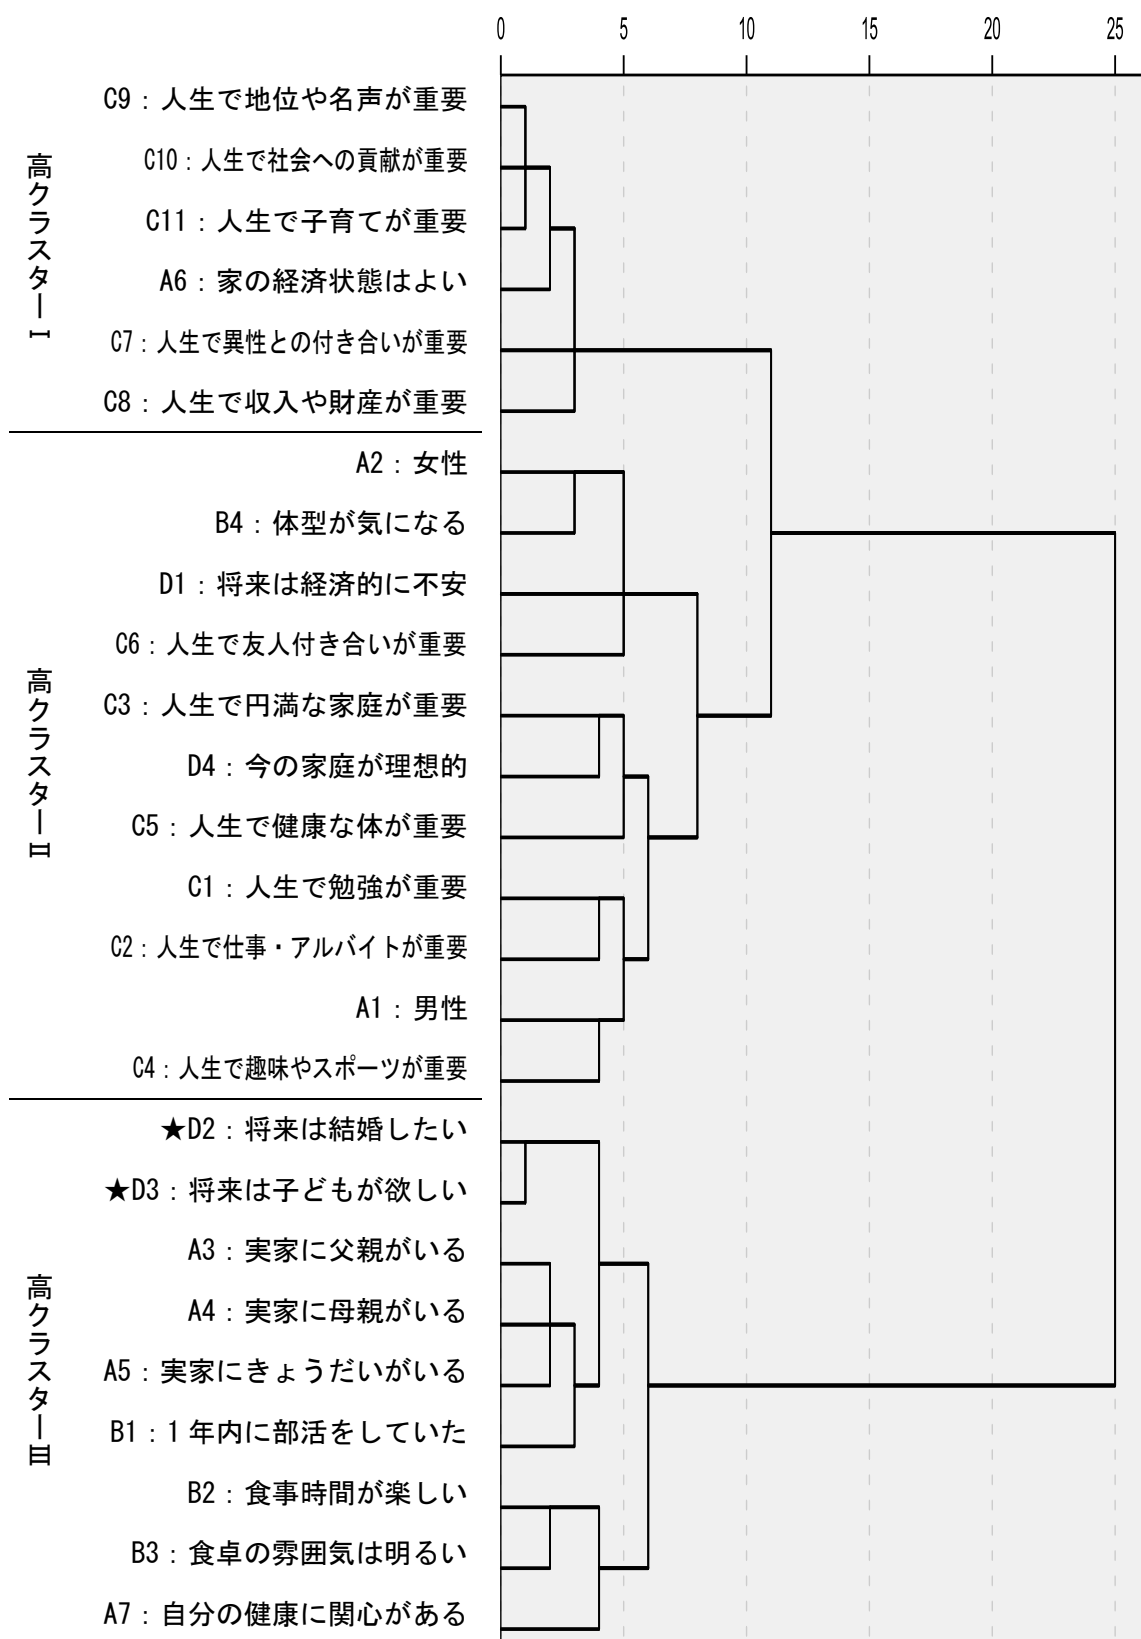 0 5 10 15 20 25
高クラスターⅠ
C9：人生で地位や名声が重要
C10：人生で社会への貢献が重要
C11：人生で子育てが重要
A6：家の経済状態はよい
C7：人生で異性との付き合いが重要
C8：人生で収入や財産が重要
高クラスターⅡ
A2：女性
B4：体型が気になる
D1：将来は経済的に不安
C6：人生で友人付き合いが重要
C3：人生で円満な家庭が重要
D4：今の家庭が理想的
C5：人生で健康な体が重要
C1：人生で勉強が重要
C2：人生で仕事・アルバイトが重要
A1：男性
C4：人生で趣味やスポーツが重要
高クラスターⅢ
★D2：将来は結婚したい
★D3：将来は子どもが欲しい
A3：実家に父親がいる
A4：実家に母親がいる
A5：実家にきょうだいがいる
B1：1年内に部活をしていた
B2：食事時間が楽しい
B3：食卓の雰囲気は明るい
A7：自分の健康に関心がある